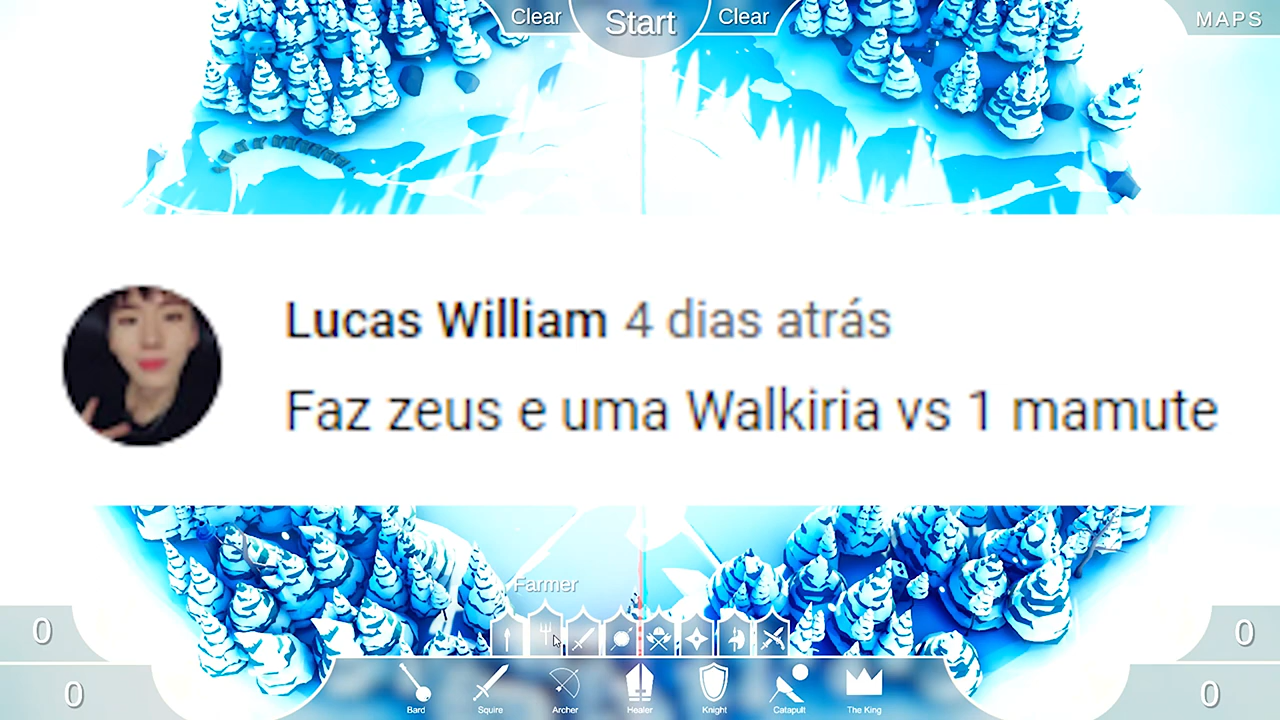 Clear
Start
Clear
MAPS
Lucas William 4 dias atrás
Faz zeus e uma Walkiria vs 1 mamute
Farmer
0
0
0
0
Bard
Squire
Archer
Healer
Knight
Catapult
The King